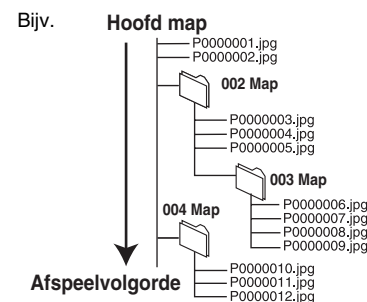 Bijv.
Hoofd map
P0000001.jpg
P0000002.jpg
002 Map
P0000003.jpg
P0000004.jpg
P0000005.jpg
003 Map
P0000006.jpg
P0000007.jpg
P0000008.jpg
P0000009.jpg
004 Map
P0000010.jpg
P0000011.jpg
P0000012.jpg
Afspeelvolgorde